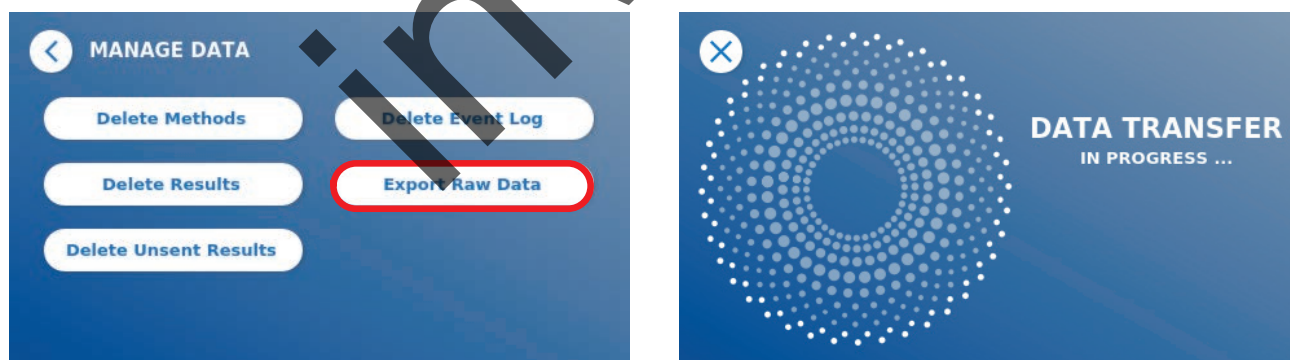 MANAGE DATA
Delete Methods
Delete Event Log
Delete Results
Export Raw Data
Delete Unsent Results
DATA TRANSFER
IN PROGRESS ...